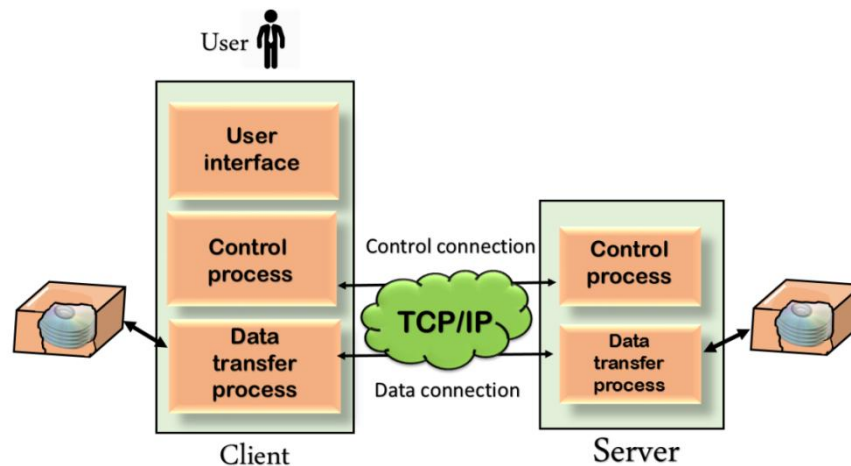 User
User
interface
Control
process
Data
transfer
process
Client
Control connection
TCP/IP
Data connection
Control
process
Data
transfer
process
Server